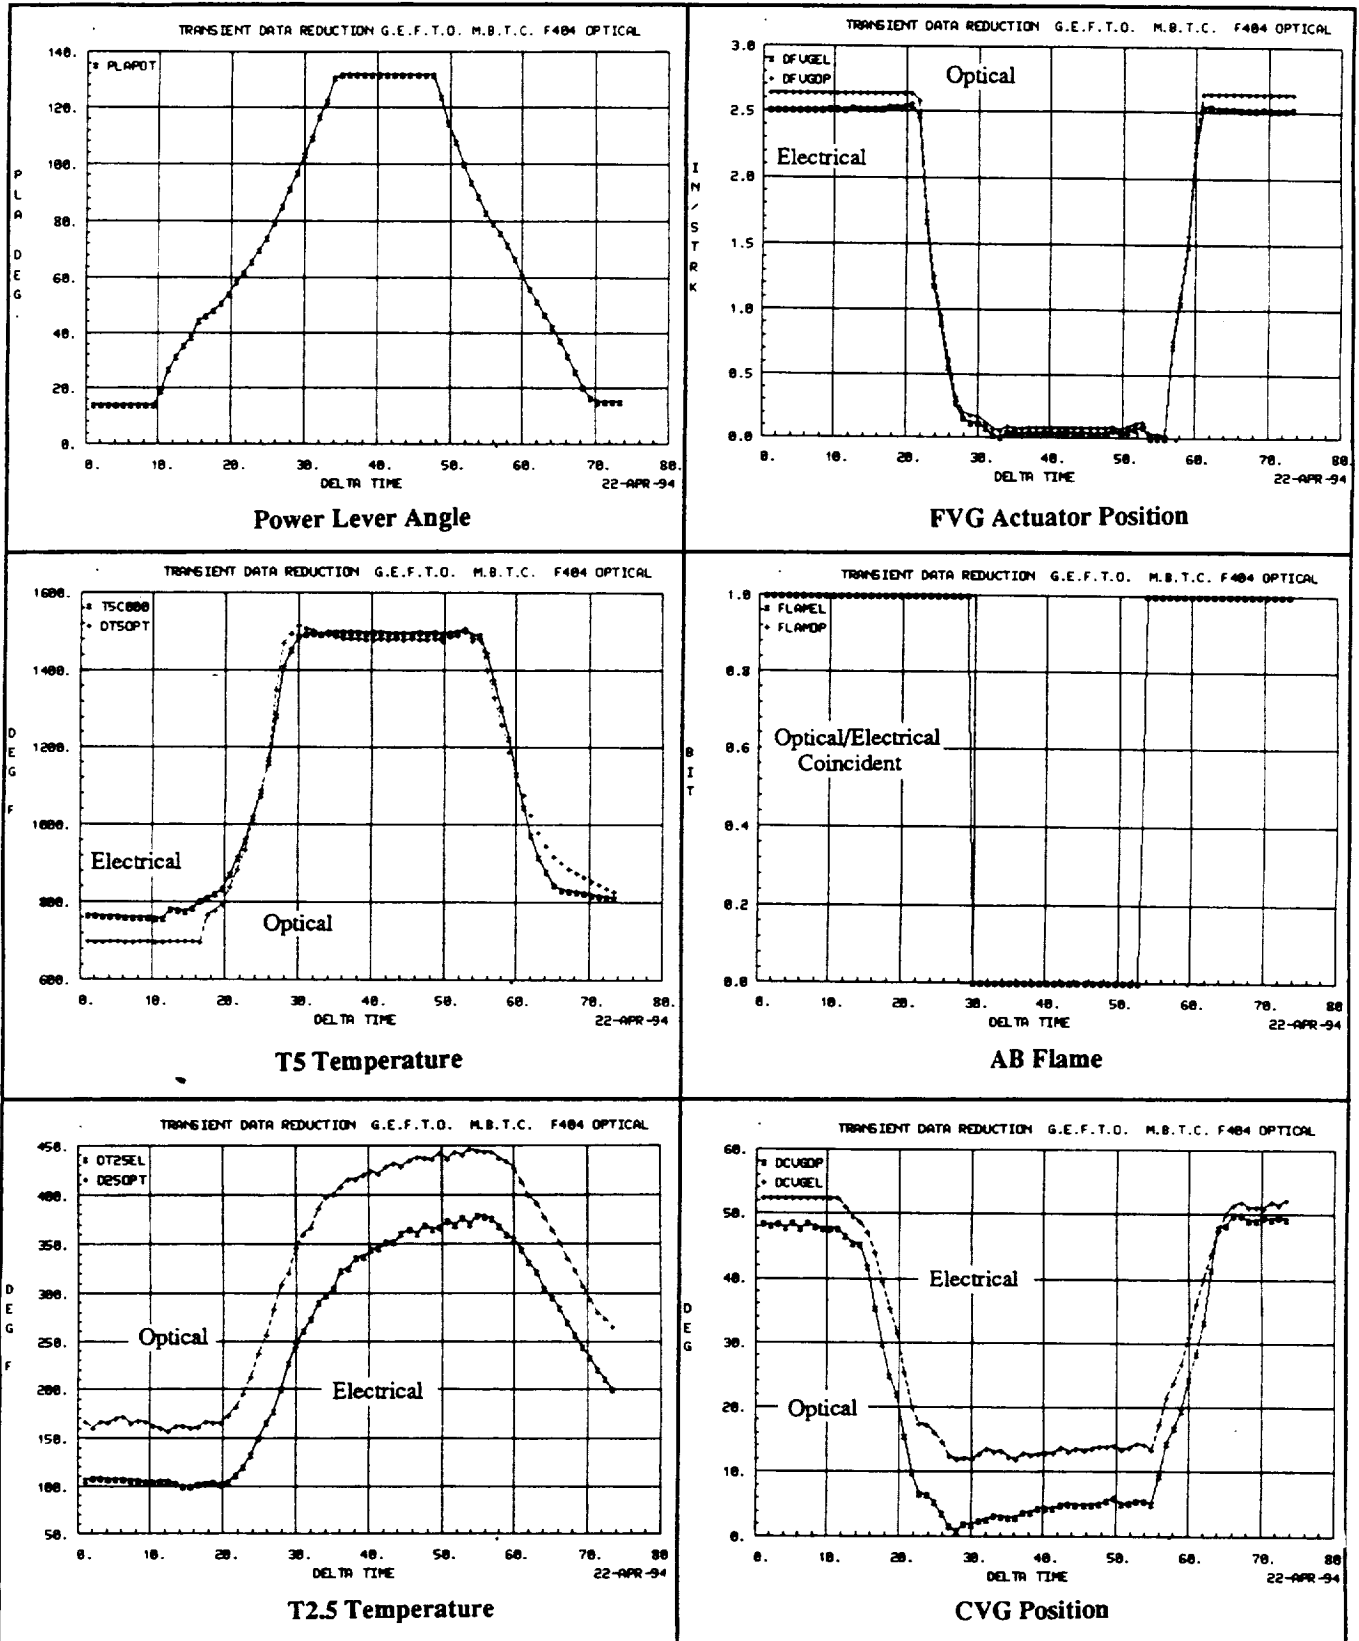 TRANSIENT DATA REDUCTION G.E.F.T.O. M.B.T.C. F404 OPTICAL
PLAPOT
PLA DEG
140.
120.
100.
80.
60.
40.
20.
0.
0. 10. 20. 30. 40. 50. 60. 70. 80.
DELTA TIME
22-APR-94
Power Lever Angle
TRANSIENT DATA REDUCTION G.E.F.T.O. M.B.T.C. F404 OPTICAL
DFVGEL
DFVGOP
Optical
Electrical
IN/STRK
3.0
2.5
2.0
1.5
1.0
0.5
0.0
0. 10. 20. 30. 40. 50. 60. 70. 80.
DELTA TIME
22-APR-94
FVG Actuator Position
TRANSIENT DATA REDUCTION G.E.F.T.O. M.B.T.C. F404 OPTICAL
T5C000
DT5OPT
DEG F
1600.
1400.
1200.
1000.
800.
600.
Electrical
Optical
0. 10. 20. 30. 40. 50. 60. 70. 80.
DELTA TIME
22-APR-94
T5 Temperature
TRANSIENT DATA REDUCTION G.E.F.T.O. M.B.T.C. F404 OPTICAL
FLAMEL
FLAMOP
BIT
1.0
0.8
0.6
0.4
0.2
0.0
Optical/Electrical
Coincident
0. 10. 20. 30. 40. 50. 60. 70. 80
DELTA TIME
22-APR-94
AB Flame
TRANSIENT DATA REDUCTION G.E.F.T.O. M.B.T.C. F404 OPTICAL
DT25EL
D25OPT
DEG F
450.
400.
350.
300.
250.
200.
150.
100.
50.
Optical
Electrical
0. 10. 20. 30. 40. 50. 60. 70. 80
DELTA TIME
22-APR-94
T2.5 Temperature
TRANSIENT DATA REDUCTION G.E.F.T.O. M.B.T.C. F404 OPTICAL
DCVGOP
DCVGEL
DEG
60.
50.
40.
30.
20.
10.
0.
Electrical
Optical
0. 10. 20. 30. 40. 50. 60. 70. 80
DELTA TIME
22-APR-94
CVG Position